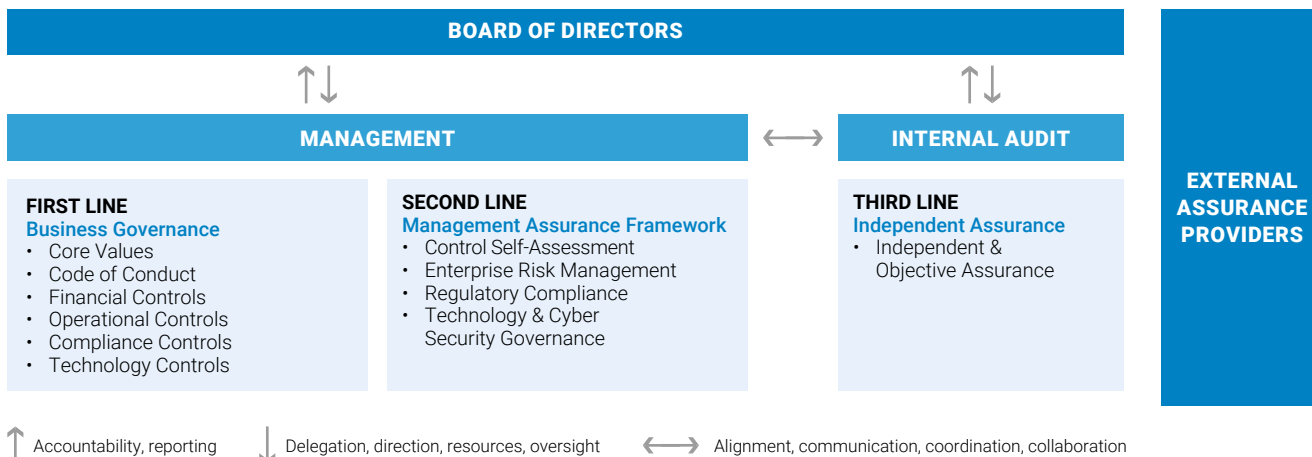 BOARD OF DIRECTORS
MANAGEMENT
INTERNAL AUDIT
FIRST LINE
Business Governance
• Core Values
• Code of Conduct
• Financial Controls
• Operational Controls
• Compliance Controls
• Technology Controls
SECOND LINE
Management Assurance Framework
• Control Self-Assessment
• Enterprise Risk Management
• Regulatory Compliance
• Technology & Cyber
Security Governance
THIRD LINE
Independent Assurance
• Independent &
Objective Assurance
EXTERNAL
ASSURANCE
PROVIDERS
Accountability, reporting
Delegation, direction, resources, oversight
Alignment, communication, coordination, collaboration